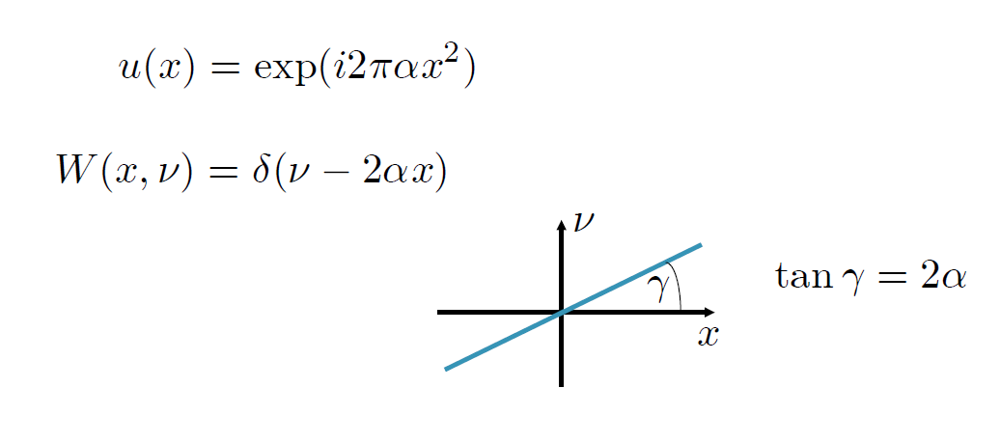 u(x) = exp(i2παx²)
W(x, ν) = δ(ν − 2αx)
ν
γ
tan γ = 2α
x